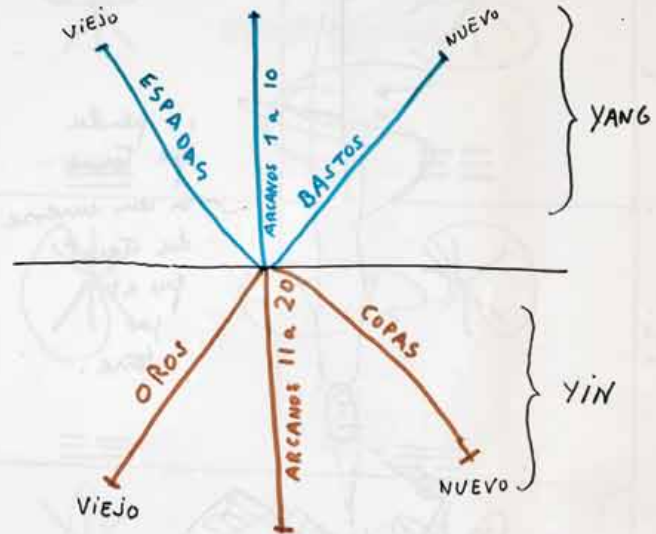 VIEJO
NUEVO
ESPADAS
ARCANOS 1 a 10
BASTOS
YANG
OROS
ARCANOS 11 a 20
COPAS
YIN
VIEJO
NUEVO